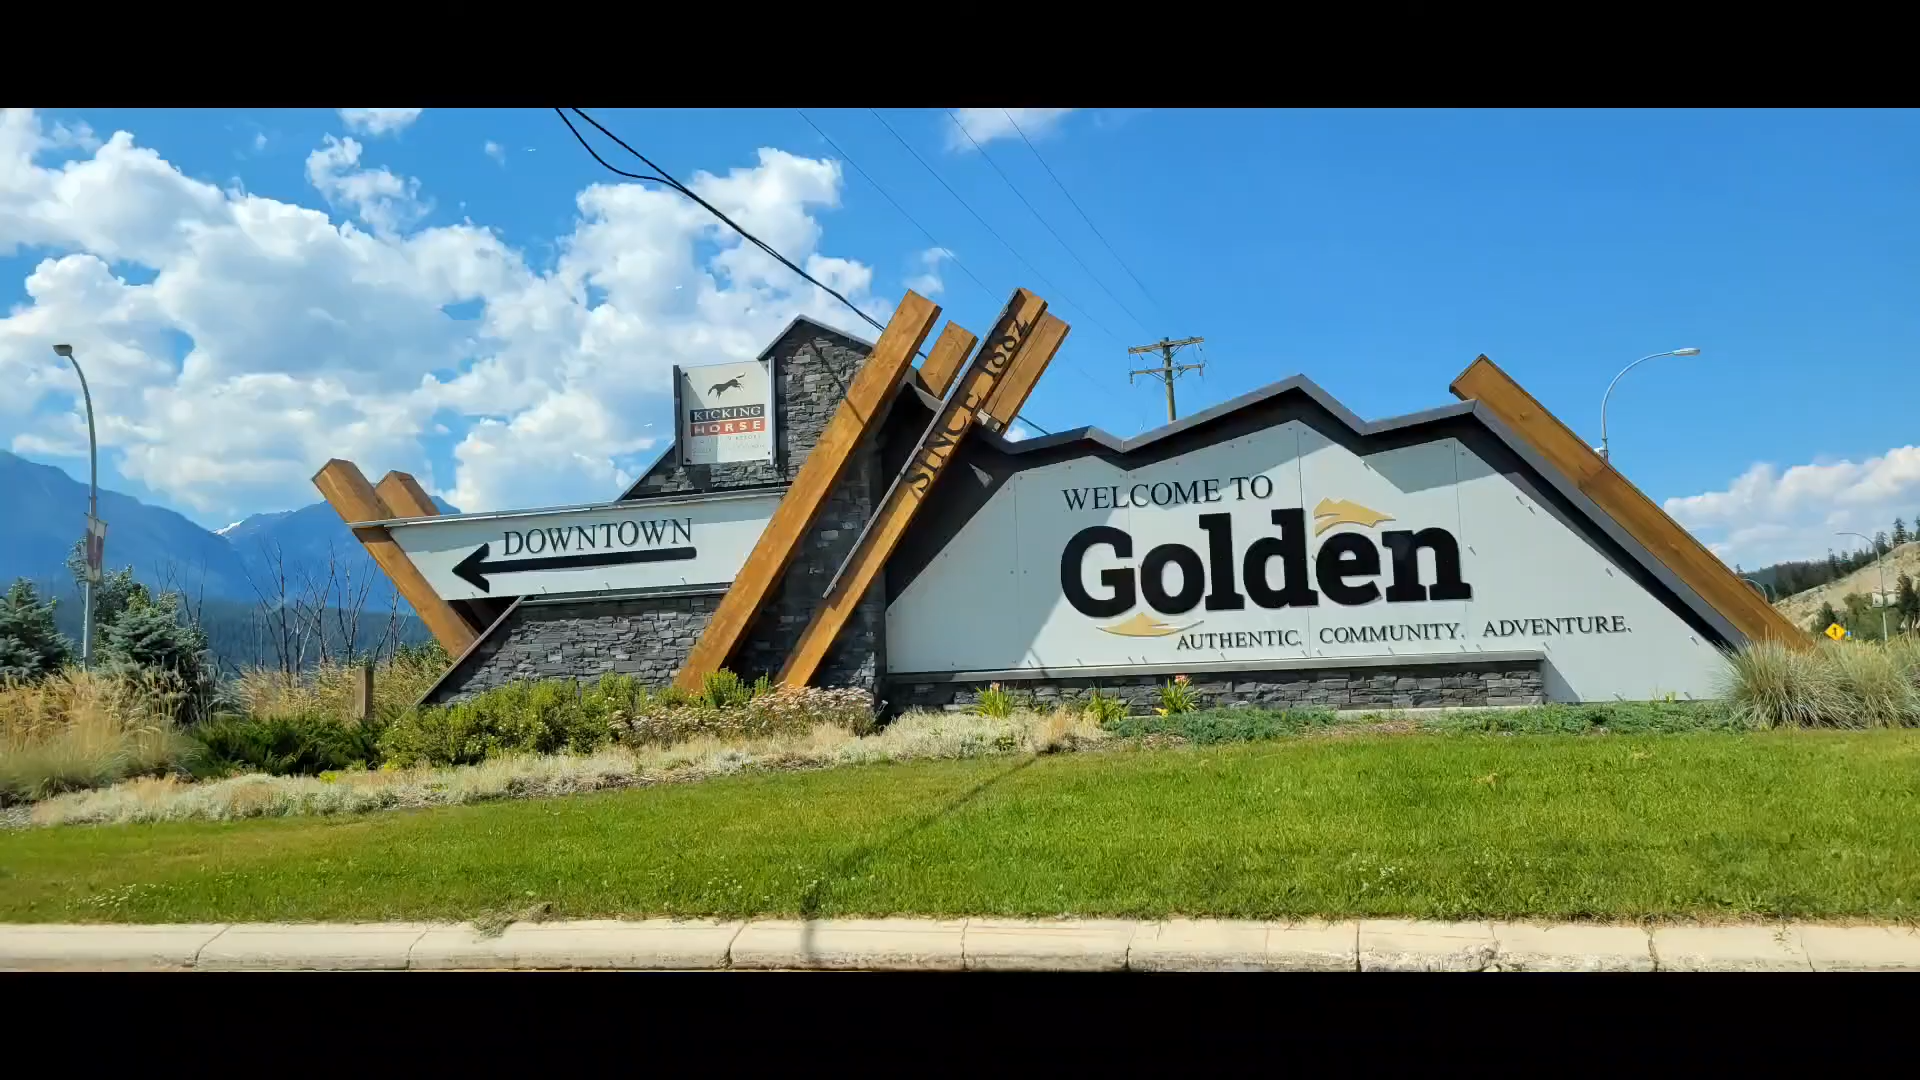 KICKING
HORSE
DOWNTOWN
SINCE 1882
WELCOME TO
Golden
AUTHENTIC. COMMUNITY. ADVENTURE.